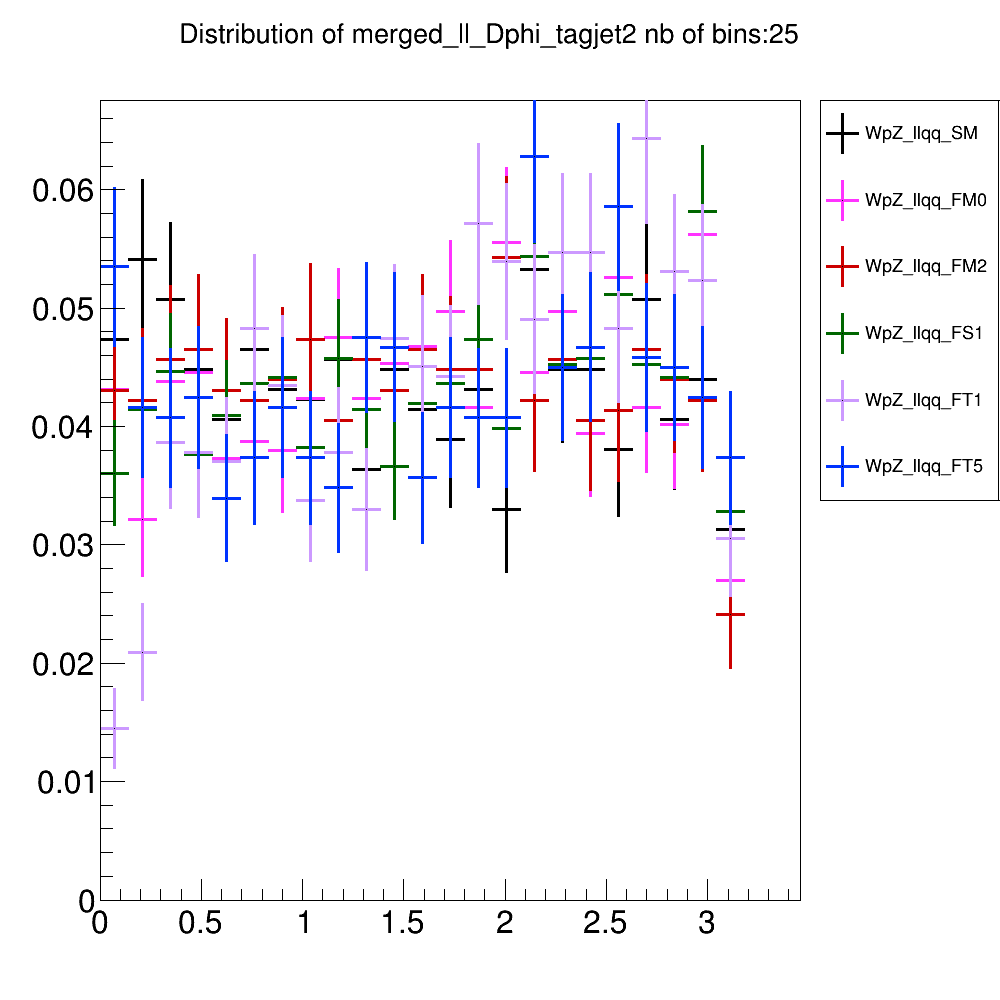 Distribution of merged_ll_Dphi_tagjet2 nb of bins:25
WpZ_llqq_SM
WpZ_llqq_FM0
WpZ_llqq_FM2
WpZ_llqq_FS1
WpZ_llqq_FT1
WpZ_llqq_FT5
0.06
0.05
0.04
0.03
0.02
0.01
0
0 0.5 1 1.5 2 2.5 3